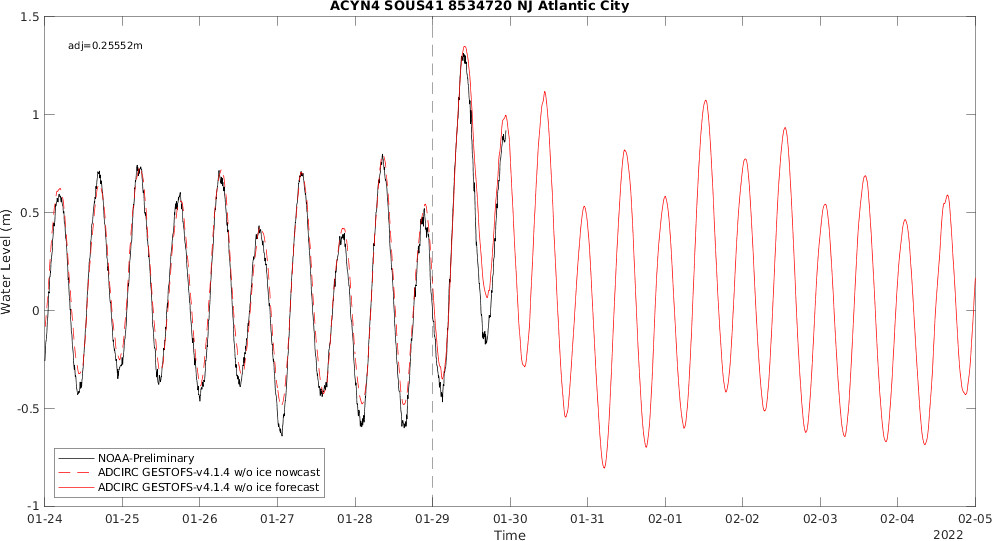 ACYN4 SOUS41 8534720 NJ Atlantic City
adj=0.25552m
1.5
1
0.5
0
-0.5
-1
Water Level (m)
NOAA-Preliminary
ADCIRC GESTOFS-v4.1.4 w/o ice nowcast
ADCIRC GESTOFS-v4.1.4 w/o ice forecast
01-24 01-25 01-26 01-27 01-28 01-29 01-30 01-31 02-01 02-02 02-03 02-04 02-05
Time
2022